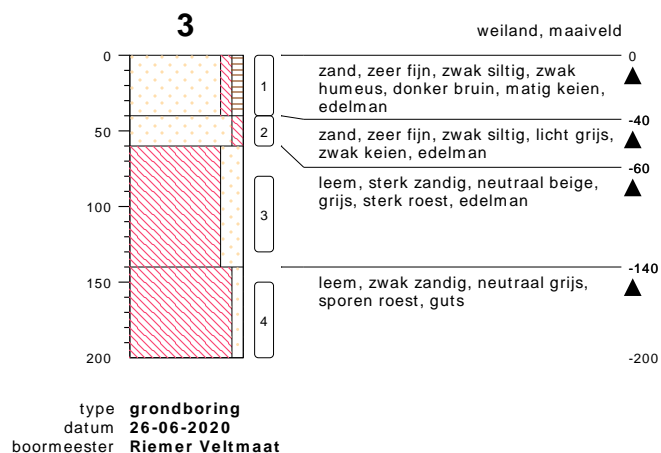 3
weiland, maaiveld
0
50
100
150
200
1
2
3
4
0
zand, zeer fijn, zwak siltig, zwak
humeus, donker bruin, matig keien,
edelman
-40
zand, zeer fijn, zwak siltig, licht grijs,
zwak keien, edelman
-60
leem, sterk zandig, neutraal beige,
grijs, sterk roest, edelman
-140
leem, zwak zandig, neutraal grijs,
sporen roest, guts
-200
type grondboring
datum 26-06-2020
boormeester Riemer Veltmaat